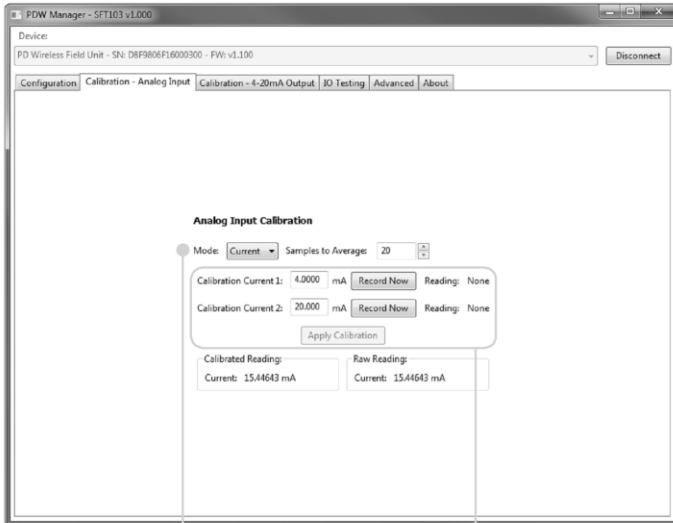 PDW Manager - SFT103 v1.000
Device:
PD Wireless Field Unit - SN: D8F9806F16000300 - FW: v1.100
Disconnect
Configuration Calibration - Analog Input Calibration - 4-20mA Output IO Testing Advanced About
Analog Input Calibration
Mode: Current Samples to Average: 20
Calibration Current 1: 4.0000 mA Record Now Reading: None
Calibration Current 2: 20.000 mA Record Now Reading: None
Apply Calibration
Calibrated Reading: Raw Reading:
Current: 15.44643 mA Current: 15.44643 mA